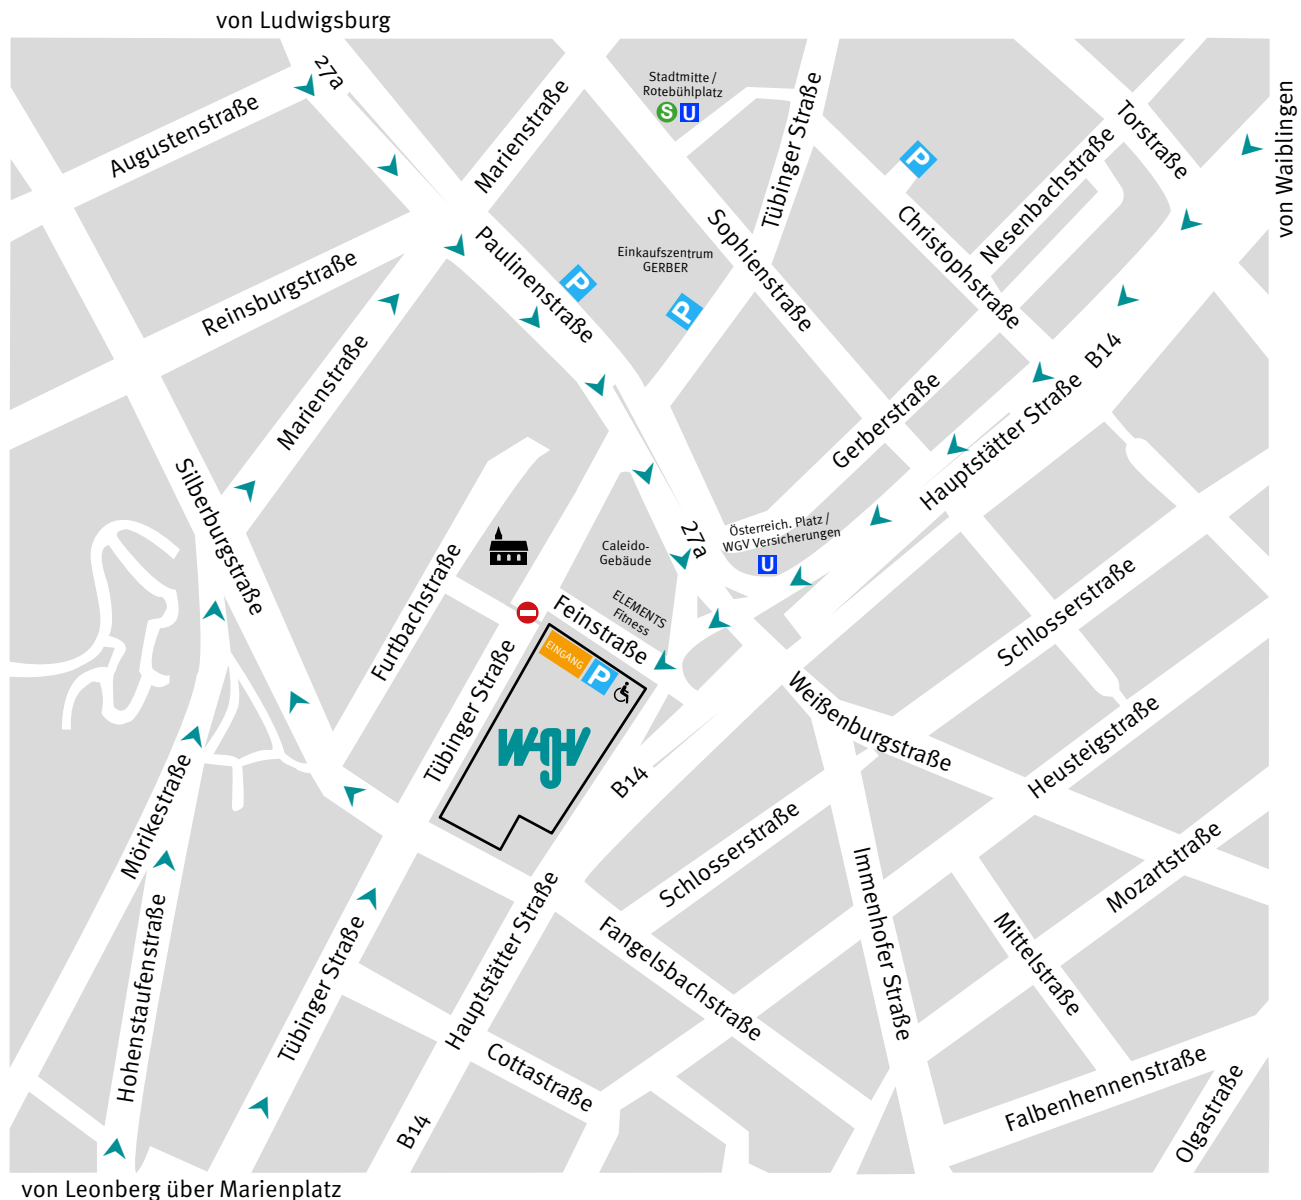 von Ludwigsburg
27a
Stadtmitte /
Rotebühlplatz
S U
Augustenstraße
Marienstraße
Tübinger Straße
P
Torstraße
von Waiblingen
Nesenbachstraße
Christophstraße
Sophienstraße
Paulinenstraße
P
Einkaufszentrum
GERBER
P
Reinsburgstraße
Marienstraße
B14
Gerberstraße
Hauptstätter Straße
Silberburgstraße
27a
Österreich. Platz /
WGV Versicherungen
U
Caleido-
Gebäude
ELEMENTS
Fitness
Feinstraße
Furtbachstraße
EINGANG
P
Tübinger Straße
WGV
B14
Schlosserstraße
Weißenburgstraße
Heusteigstraße
Mörikestraße
Schlosserstraße
Mozartstraße
Immenhofer Straße
Hohenstaufenstraße
Hauptstätter Straße
Fangelsbachstraße
Mittelstraße
Tübinger Straße
Cottastraße
Falbenhennenstraße
Olgastraße
B14
von Leonberg über Marienplatz